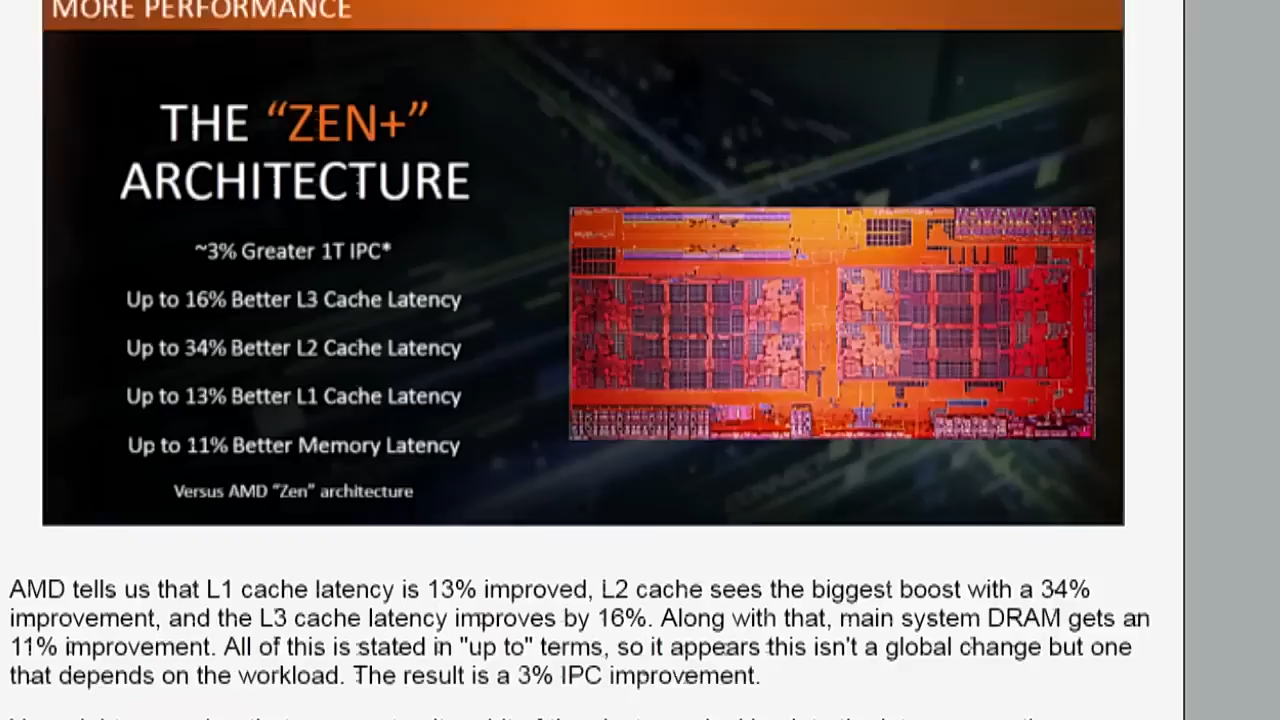 MORE PERFORMANCE
THE “ZEN+”
ARCHITECTURE
~3% Greater 1T IPC*
Up to 16% Better L3 Cache Latency
Up to 34% Better L2 Cache Latency
Up to 13% Better L1 Cache Latency
Up to 11% Better Memory Latency
Versus AMD “Zen” architecture
AMD tells us that L1 cache latency is 13% improved, L2 cache sees the biggest boost with a 34%
improvement, and the L3 cache latency improves by 16%. Along with that, main system DRAM gets an
11% improvement. All of this is stated in "up to" terms, so it appears this isn't a global change but one
that depends on the workload. The result is a 3% IPC improvement.